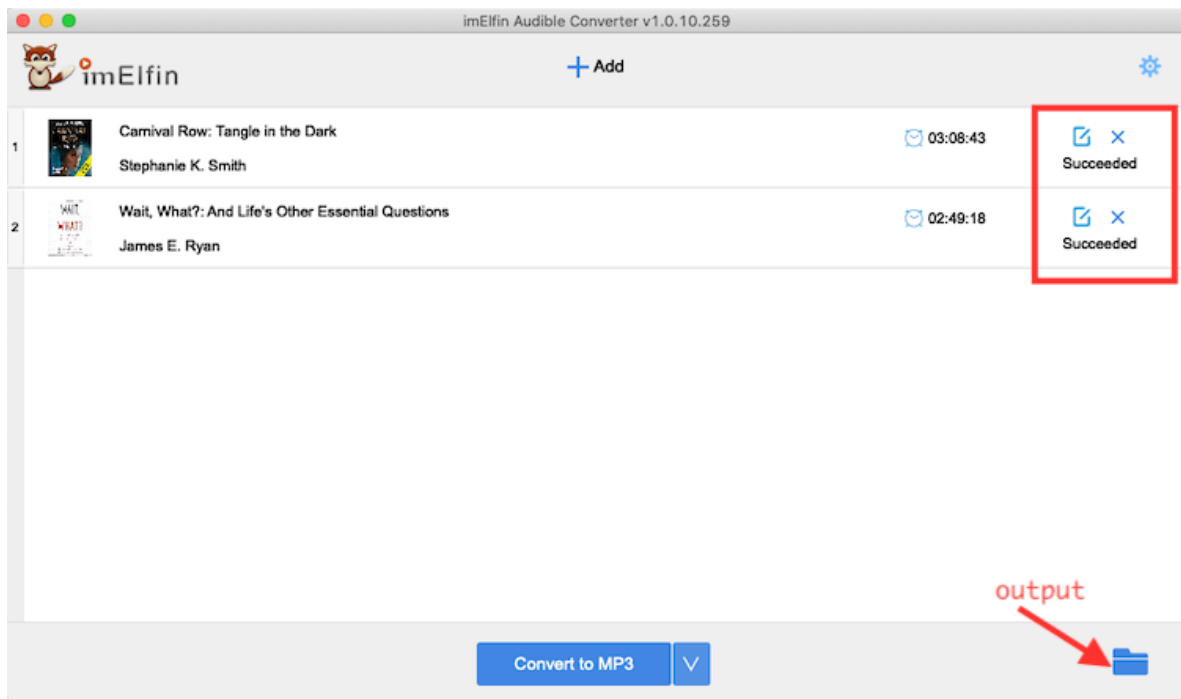 imElfin Audible Converter v1.0.10.259
imElfin
Add
1
Carnival Row: Tangle in the Dark
Stephanie K. Smith
03:08:43
Succeeded
2
WAIT,
WHAT?
Wait, What?: And Life's Other Essential Questions
James E. Ryan
02:49:18
Succeeded
output
Convert to MP3